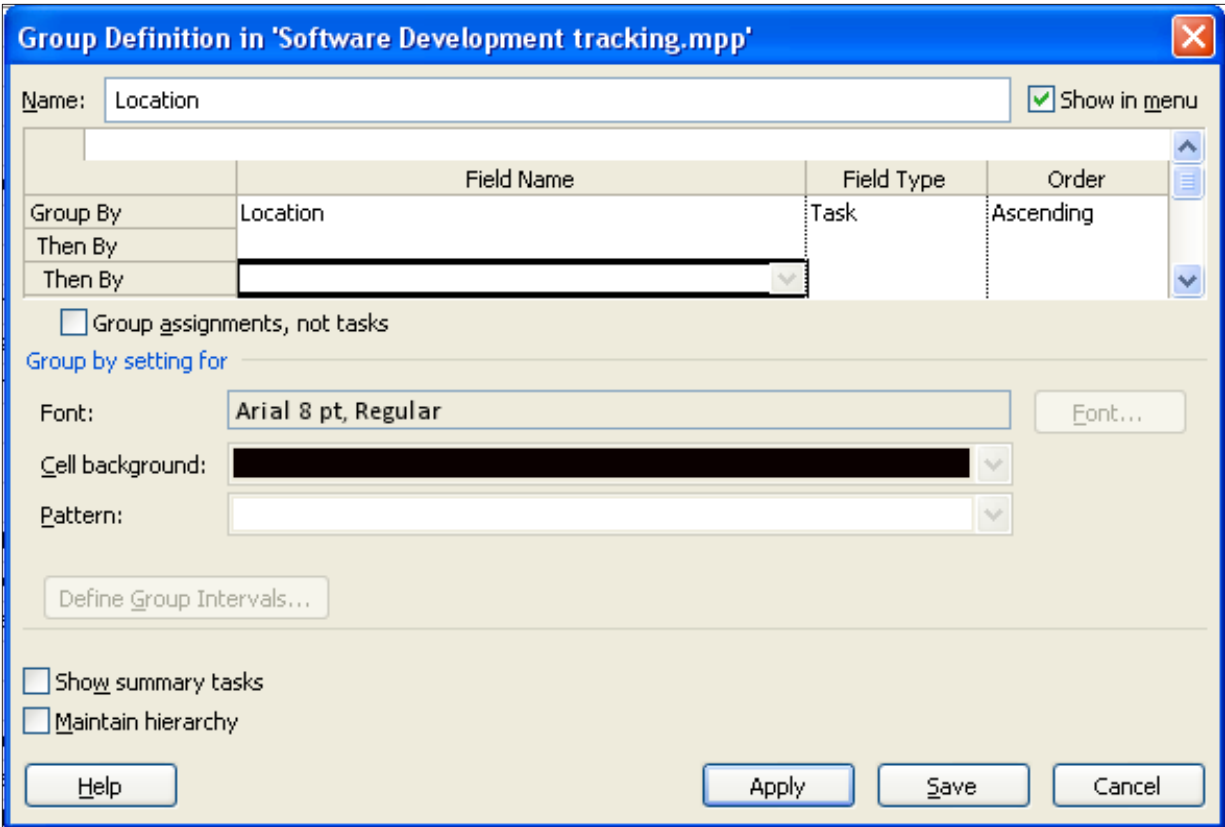 Group Definition in 'Software Development tracking.mpp'
Name: Location Show in menu
Field Name Field Type Order
Group By Location Task Ascending
Then By
Then By
Group assignments, not tasks
Group by setting for
Font: Arial 8 pt, Regular Font...
Cell background:
Pattern:
Define Group Intervals...
Show summary tasks
Maintain hierarchy
Help Apply Save Cancel